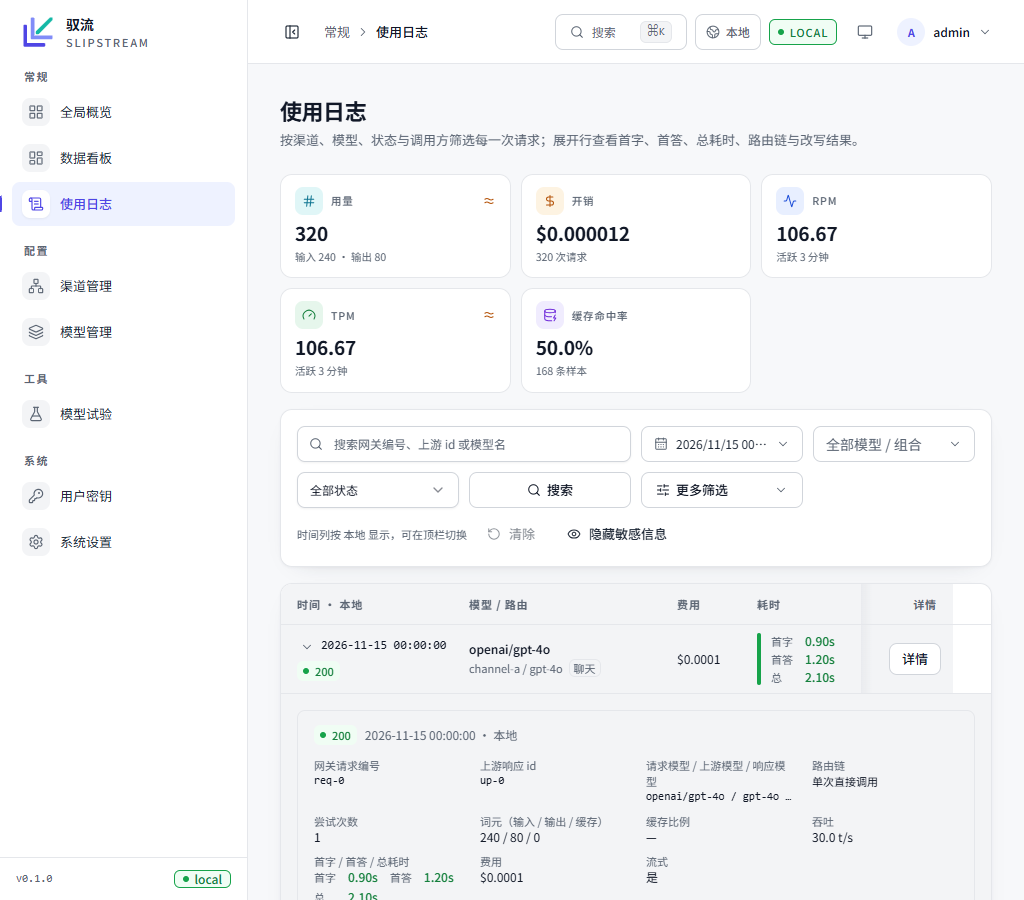 驭流
SLIPSTREAM
常规
全局概览
数据看板
使用日志
配置
渠道管理
模型管理
工具
模型试验
系统
用户密钥
系统设置
v0.1.0
local
常规 使用日志
搜索 ⌘K
本地
LOCAL
A admin
使用日志
按渠道、模型、状态与调用方筛选每一次请求；展开行查看首字、首答、总耗时、路由链与改写结果。
用量 ≈
320
输入 240 · 输出 80
开销
$0.000012
320 次请求
RPM
106.67
活跃 3 分钟
TPM ≈
106.67
活跃 3 分钟
缓存命中率
50.0%
168 条样本
搜索网关编号、上游 id 或模型名
2026/11/15 00…
全部模型 / 组合
全部状态
搜索
更多筛选
时间列按 本地 显示，可在顶栏切换
清除
隐藏敏感信息
时间 · 本地 模型 / 路由 费用 耗时 详情
2026-11-15 00:00:00
200
openai/gpt-4o
channel-a / gpt-4o 聊天
$0.0001
首字 0.90s
首答 1.20s
总 2.10s
详情
200 2026-11-15 00:00:00 · 本地
网关请求编号
req-0
上游响应 id
up-0
请求模型 / 上游模型 / 响应模型
openai/gpt-4o / gpt-4o …
路由链
单次直接调用
尝试次数
1
词元（输入 / 输出 / 缓存）
240 / 80 / 0
缓存比例
—
吞吐
30.0 t/s
首字 / 首答 / 总耗时
首字 0.90s 首答 1.20s
总 2.10s
费用
$0.0001
流式
是